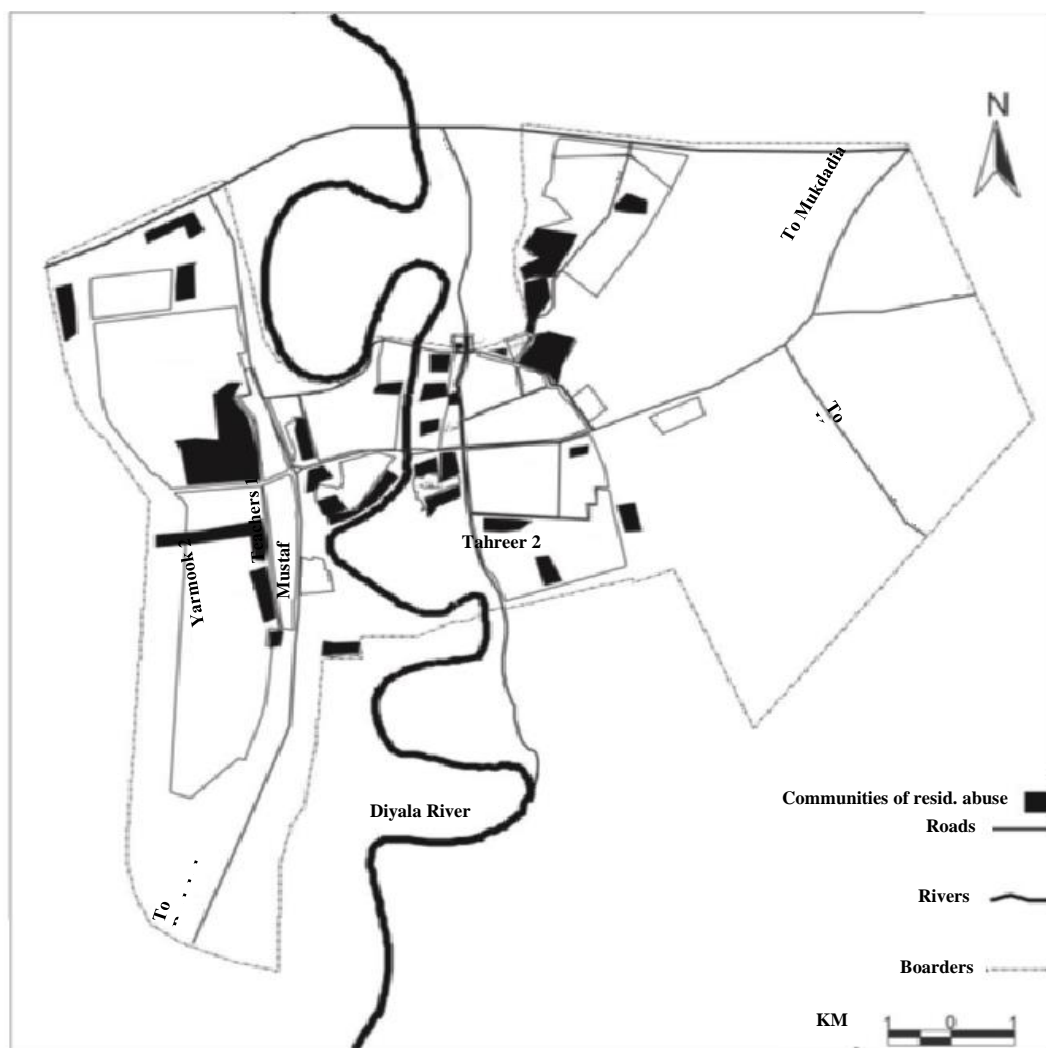 N
To Mukdadia
To
Teachers 1
Yarmook 2
Mustaf
Tahreer 2
Diyala River
To
Communities of resid. abuse
Roads
Rivers
Boarders
KM
1 0 1